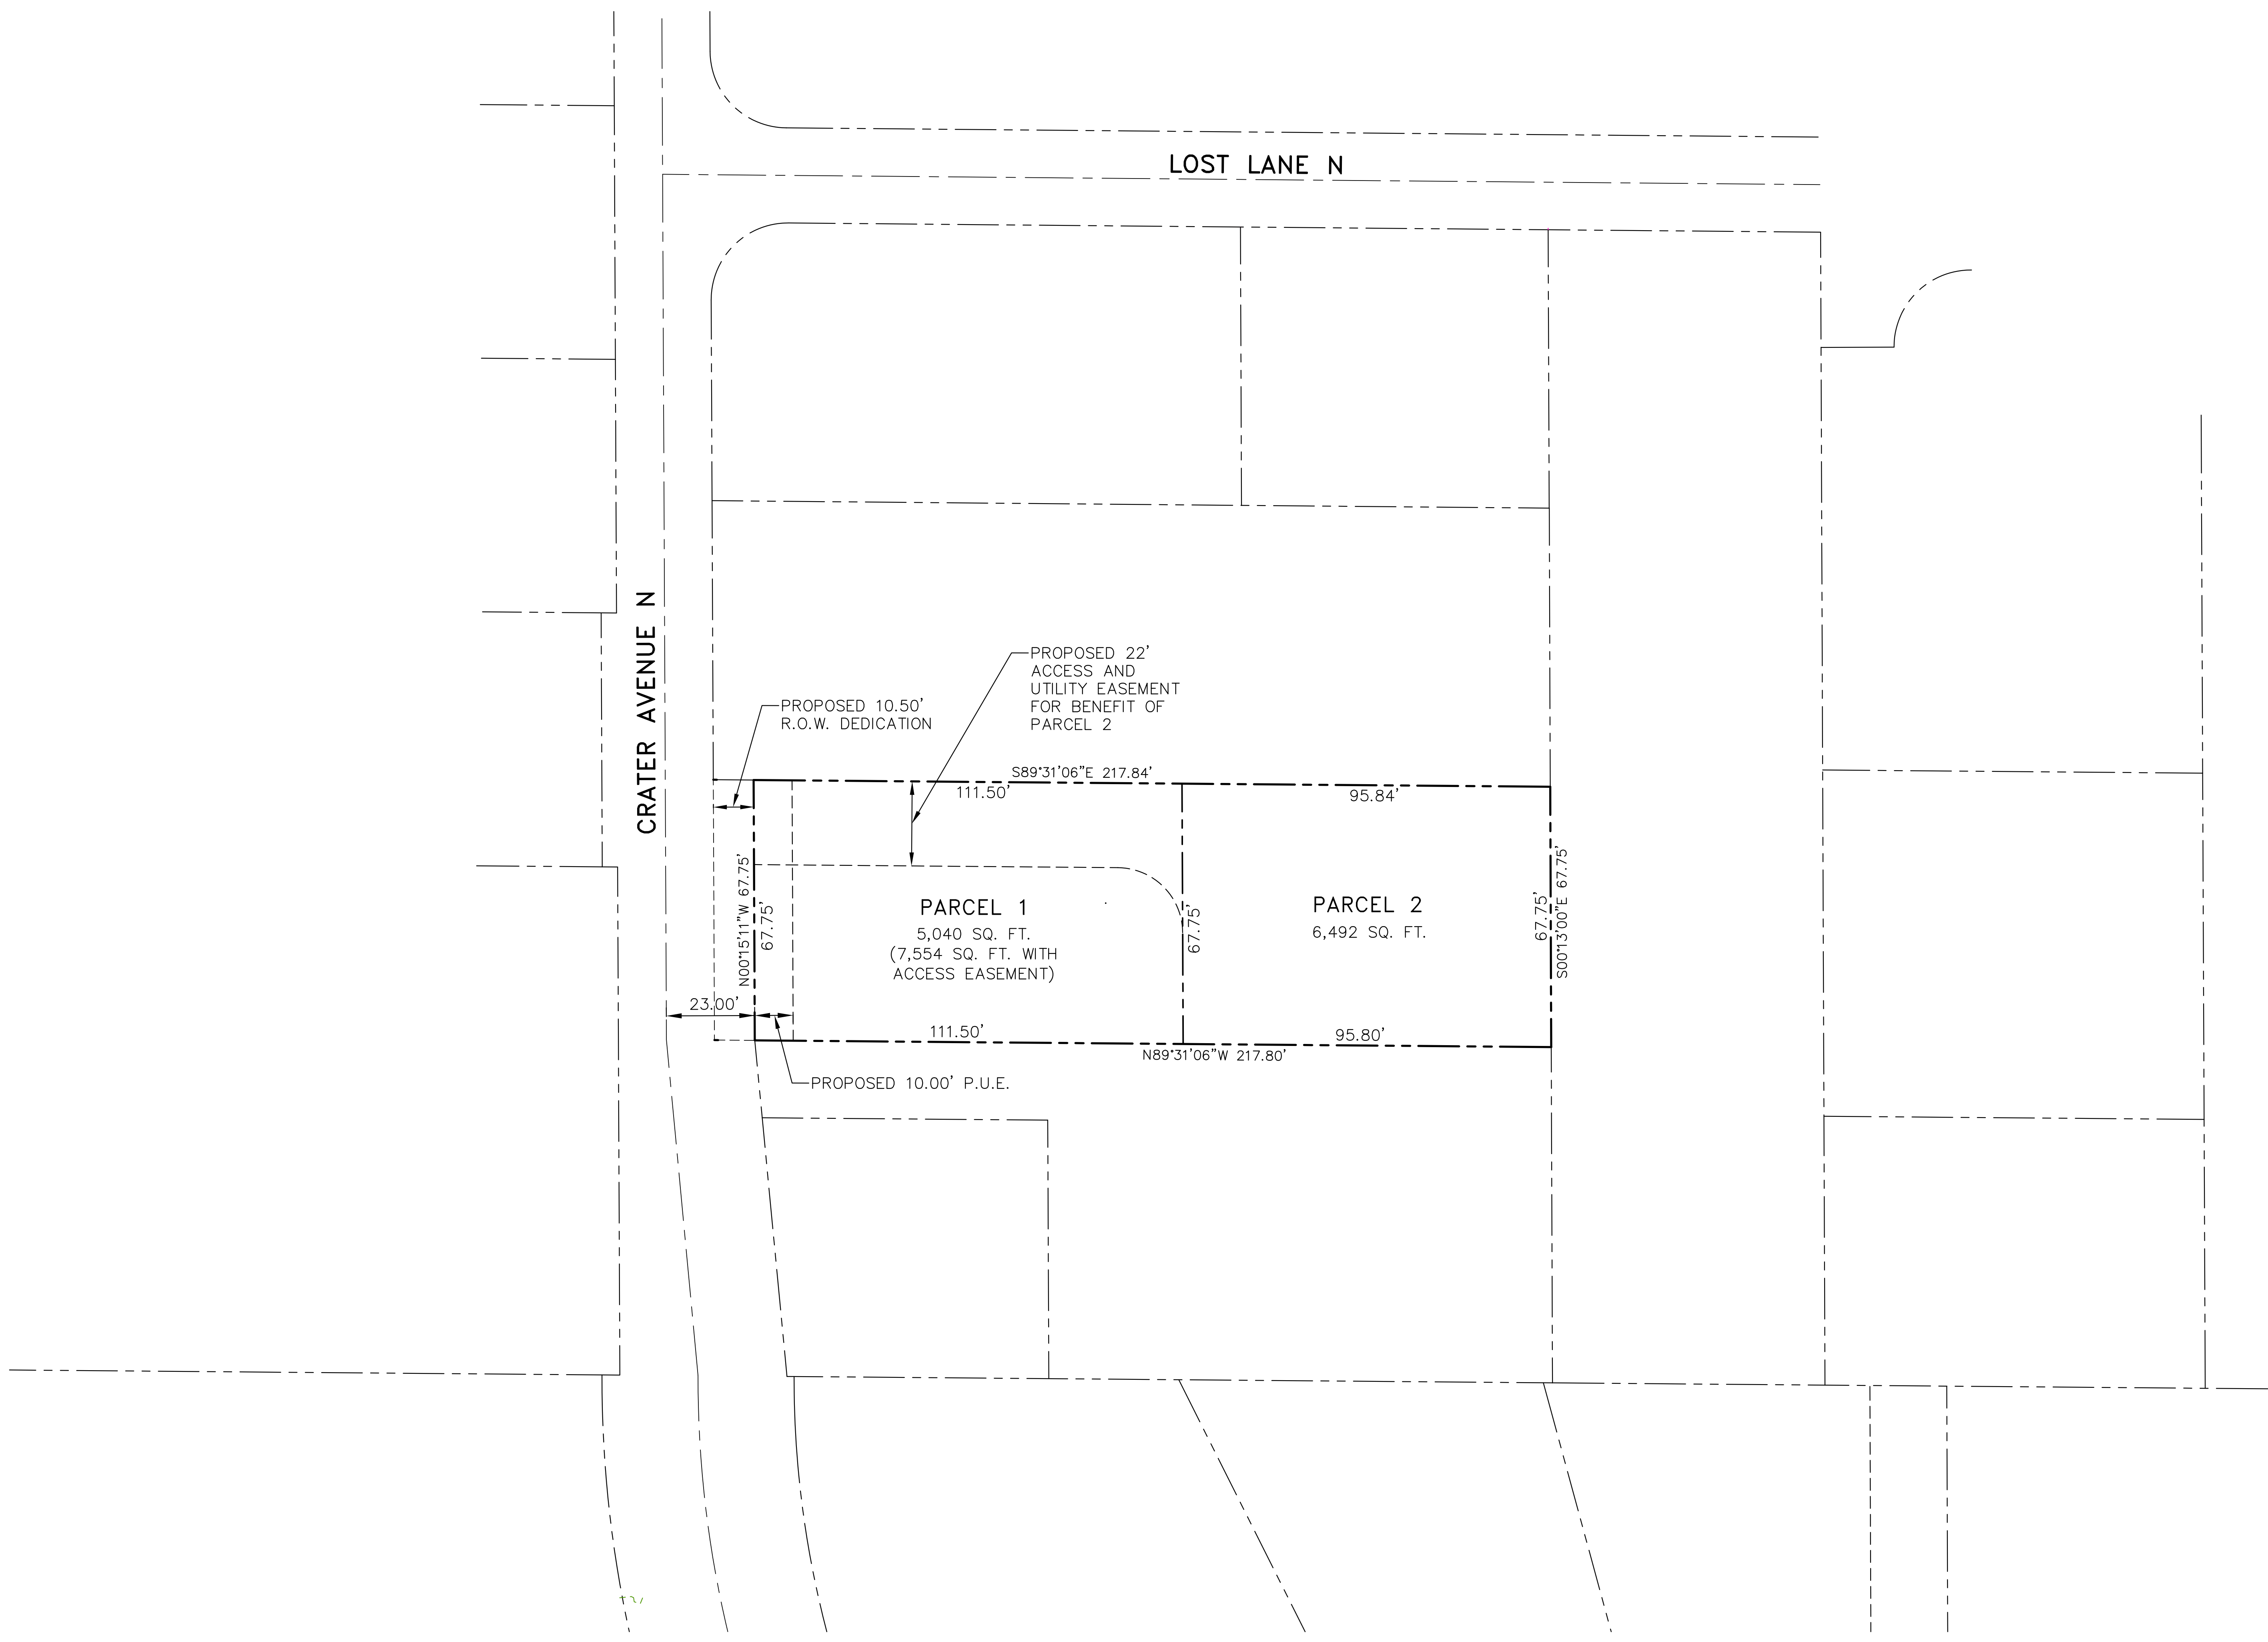 LOST LANE N
CRATER AVENUE N
PROPOSED 22'
ACCESS AND
UTILITY EASEMENT
FOR BENEFIT OF
PARCEL 2
PROPOSED 10.50'
R.O.W. DEDICATION
S89°31'06"E 217.84'
111.50'
95.84'
N00°15'11"W 67.75'
67.75'
PARCEL 1
5,040 SQ. FT.
(7,554 SQ. FT. WITH
ACCESS EASEMENT)
67.75'
PARCEL 2
6,492 SQ. FT.
67.75'
S00°13'00"E 67.75'
23.00'
111.50'
95.80'
N89°31'06"W 217.80'
PROPOSED 10.00' P.U.E.